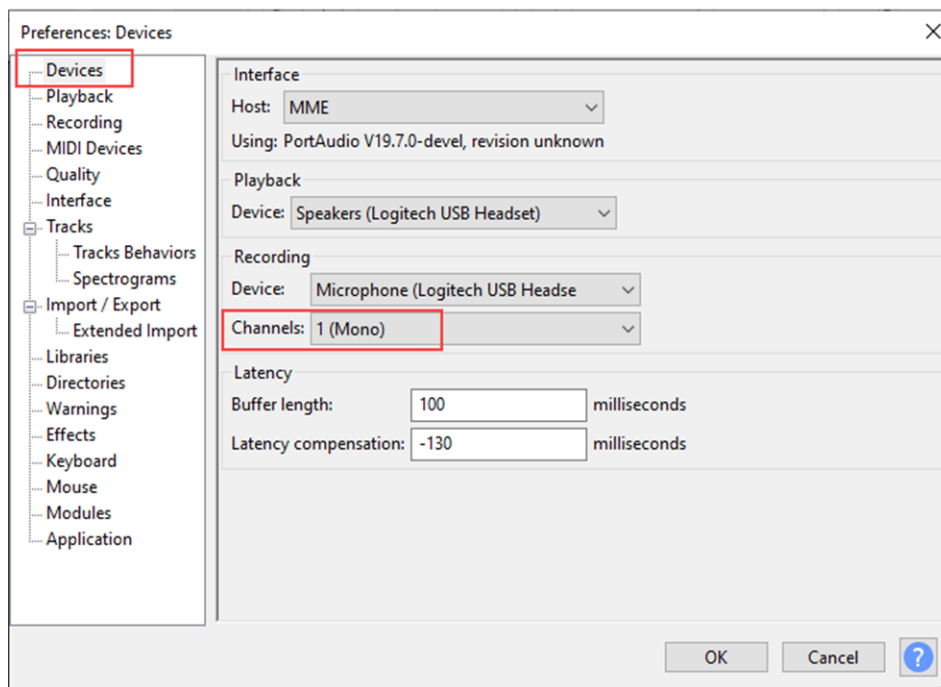 Preferences: Devices
Devices
Playback
Recording
MIDI Devices
Quality
Interface
Tracks
Tracks Behaviors
Spectrograms
Import / Export
Extended Import
Libraries
Directories
Warnings
Effects
Keyboard
Mouse
Modules
Application
Interface
Host: MME
Using: PortAudio V19.7.0-devel, revision unknown
Playback
Device: Speakers (Logitech USB Headset)
Recording
Device: Microphone (Logitech USB Headse
Channels: 1 (Mono)
Latency
Buffer length: 100 milliseconds
Latency compensation: -130 milliseconds
OK Cancel ?